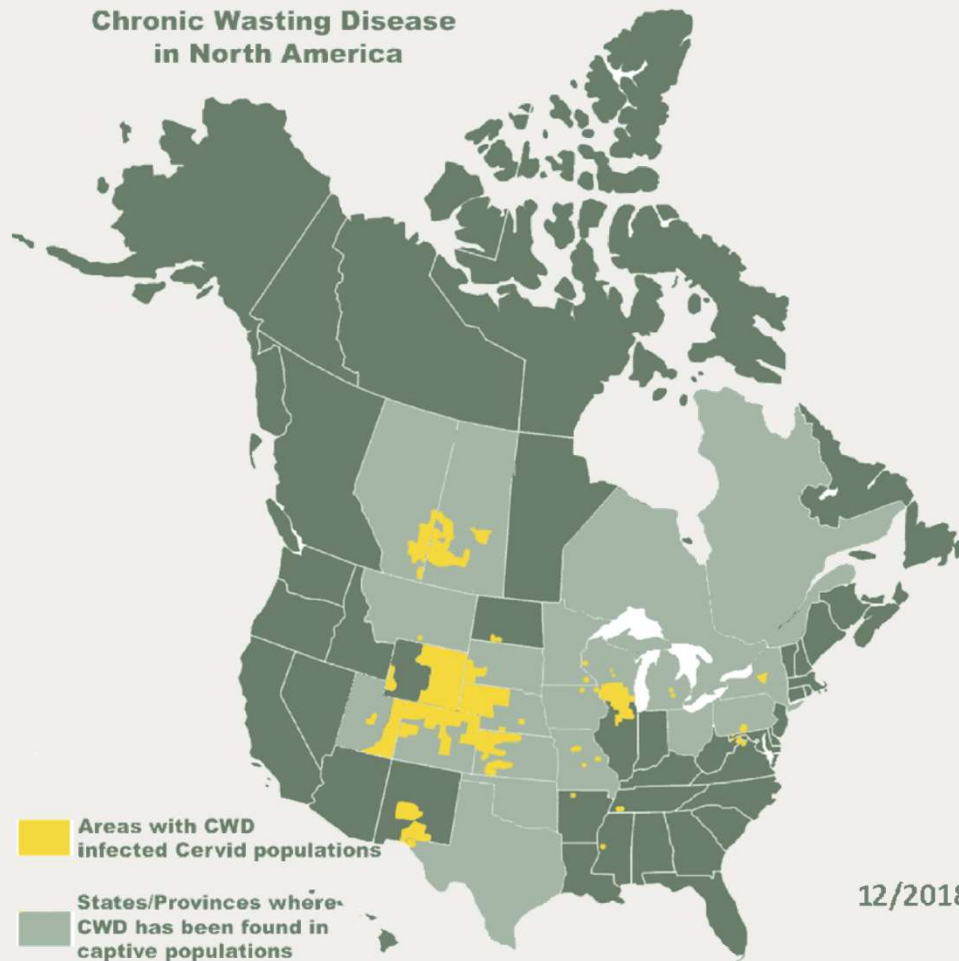 Chronic Wasting Disease
in North America
Areas with CWD
infected Cervid populations
States/Provinces where
CWD has been found in
captive populations
12/2018